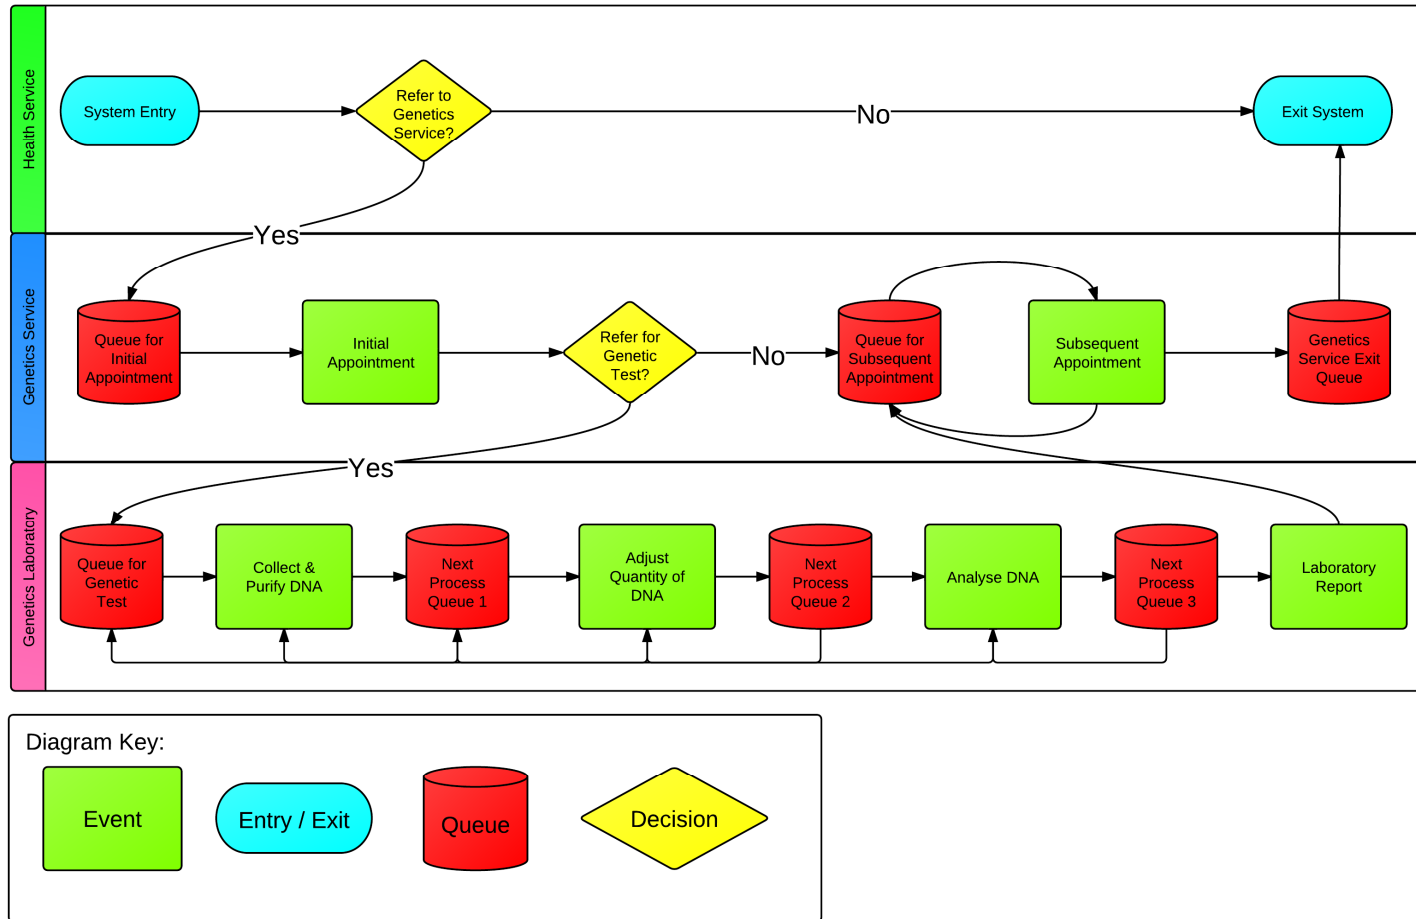 Health Service
System Entry
Refer to
Genetics
Service?
No
Exit System
Yes
Genetics Service
Queue for
Initial
Appointment
Initial
Appointment
Refer for
Genetic
Test?
No
Queue for
Subsequent
Appointment
Subsequent
Appointment
Genetics
Service Exit
Queue
Yes
Genetics Laboratory
Queue for
Genetic
Test
Collect &
Purify DNA
Next
Process
Queue 1
Adjust
Quantity of
DNA
Next
Process
Queue 2
Analyse DNA
Next
Process
Queue 3
Laboratory
Report
Diagram Key:
Event
Entry / Exit
Queue
Decision